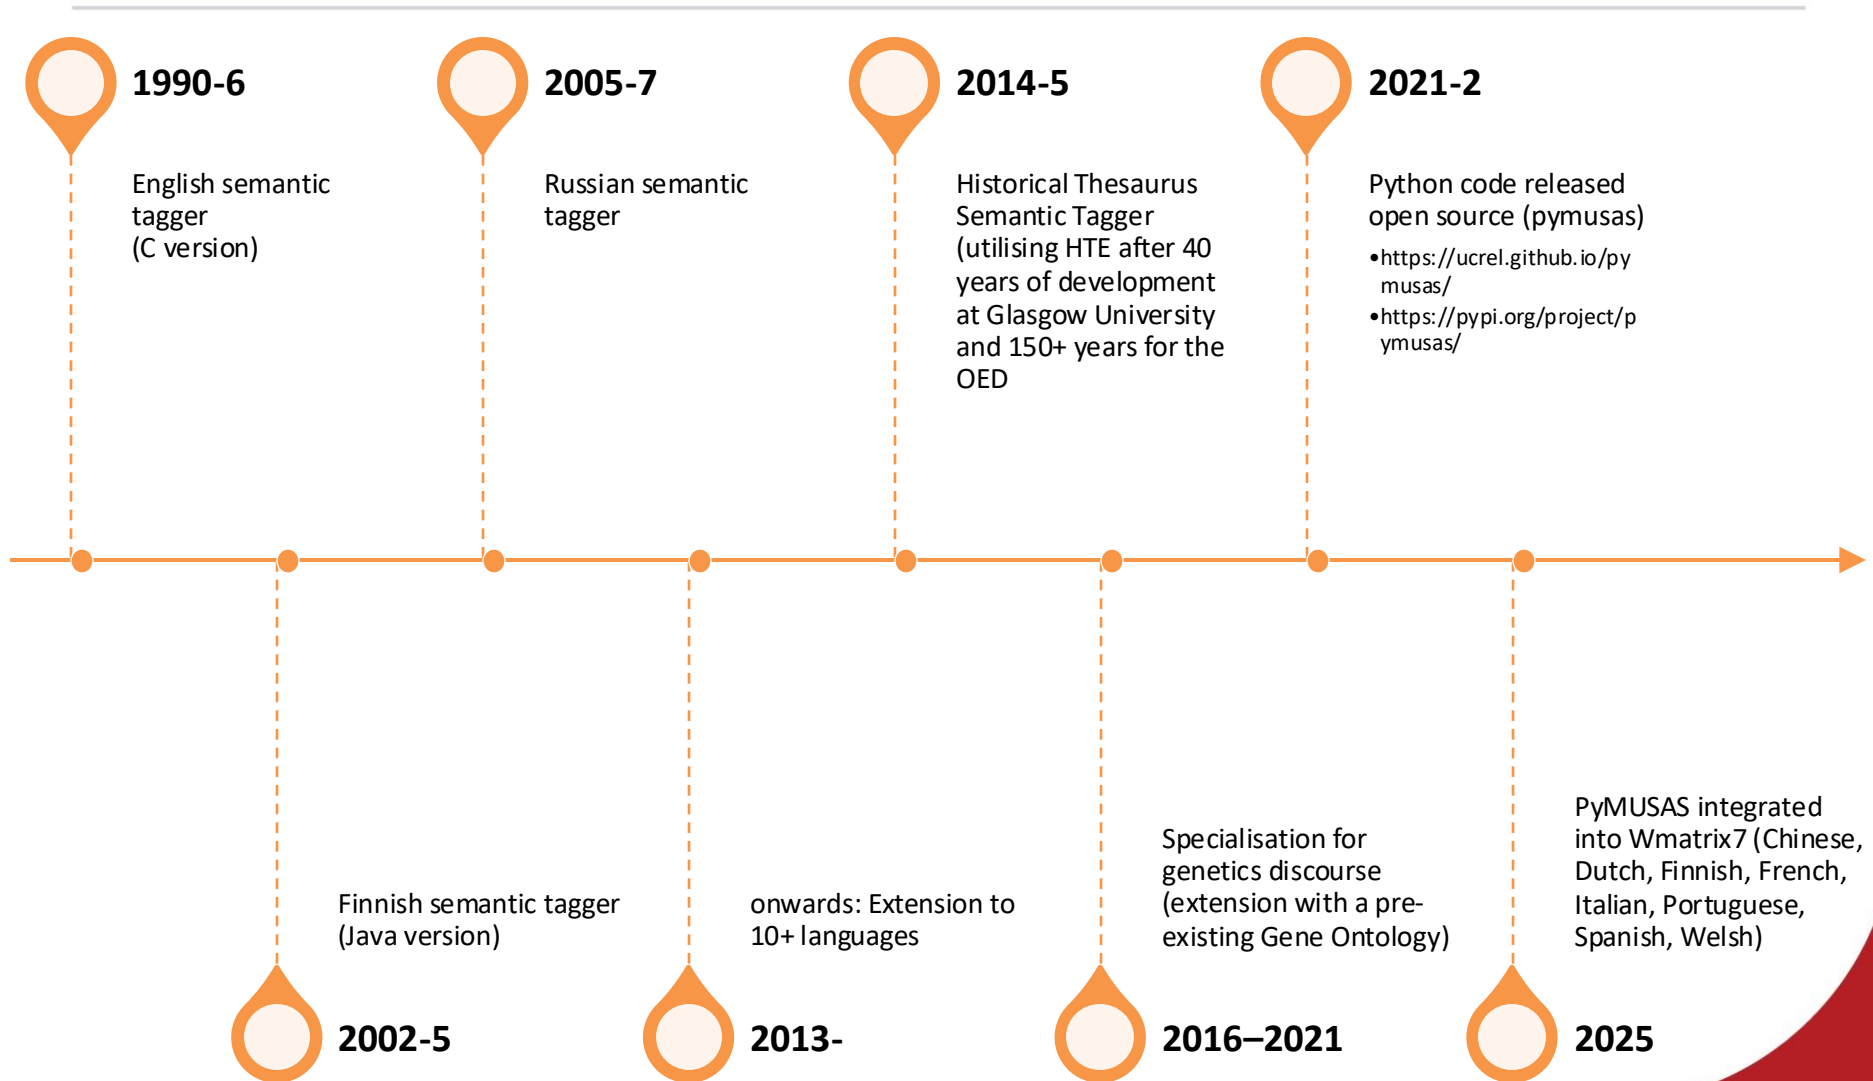 1990-6
English semantic
tagger
(C version)
2002-5
Finnish semantic tagger
(Java version)
2005-7
Russian semantic
tagger
2013-
onwards: Extension to
10+ languages
2014-5
Historical Thesaurus
Semantic Tagger
(utilising HTE after 40
years of development
at Glasgow University
and 150+ years for the
OED
2016–2021
Specialisation for
genetics discourse
(extension with a pre-
existing Gene Ontology)
2021-2
Python code released
open source (pymusas)
•https://ucrel.github.io/py
musas/
•https://pypi.org/project/p
ymusas/
2025
PyMUSAS integrated
into Wmatrix7 (Chinese,
Dutch, Finnish, French,
Italian, Portuguese,
Spanish, Welsh)